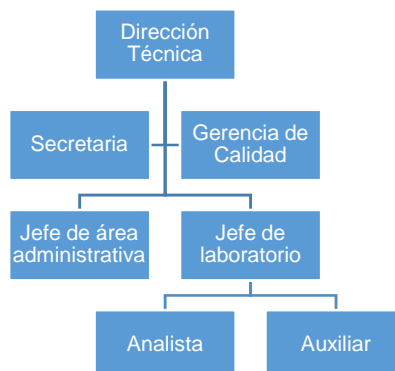 Dirección
Técnica
Secretaria
Gerencia de
Calidad
Jefe de área
administrativa
Jefe de
laboratorio
Analista
Auxiliar